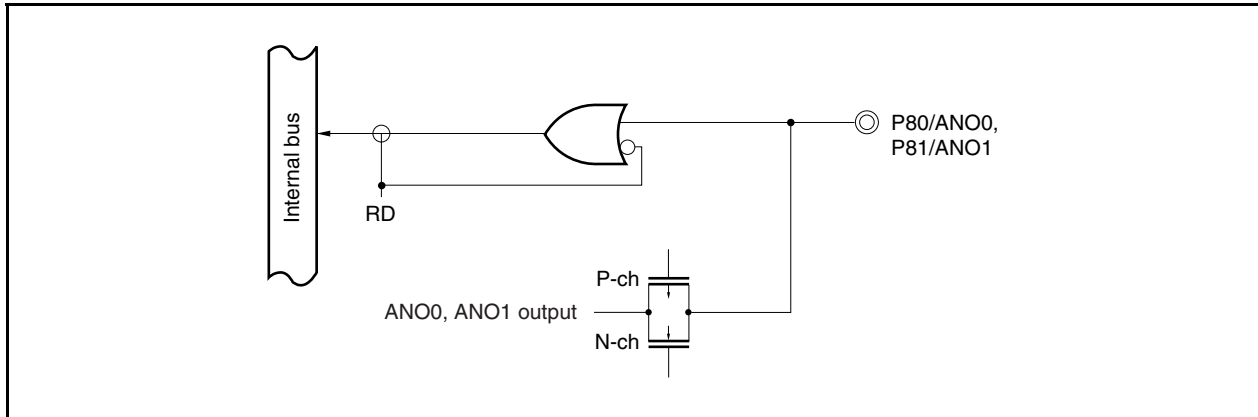 Internal bus
RD
P80/ANO0,
P81/ANO1
P-ch
ANO0, ANO1 output
N-ch